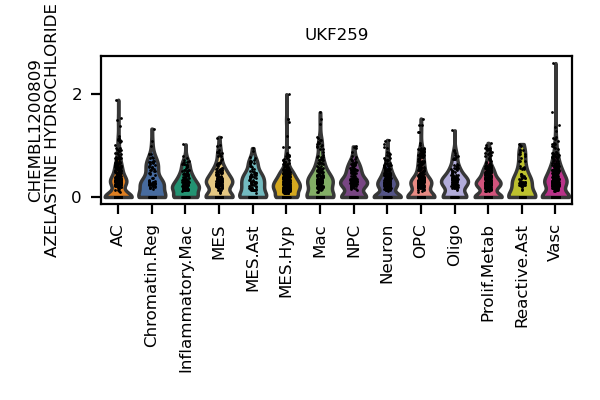 UKF259
CHEMBL1200809
AZELASTINE HYDROCHLORIDE
2
0
AC
Chromatin.Reg
Inflammatory.Mac
MES
MES.Ast
MES.Hyp
Mac
NPC
Neuron
OPC
Oligo
Prolif.Metab
Reactive.Ast
Vasc